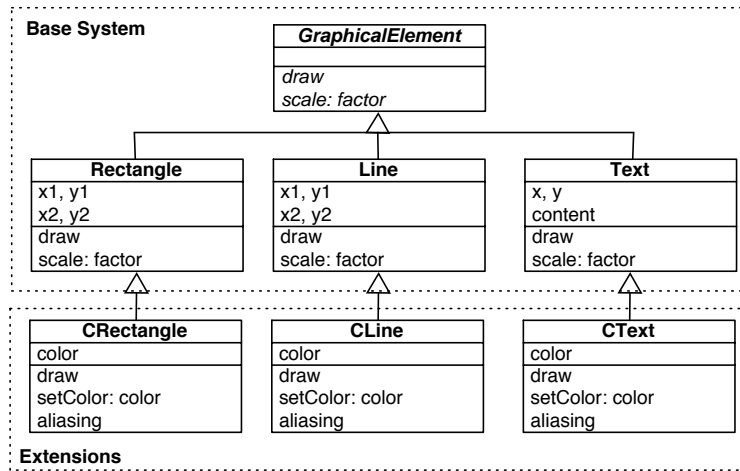 Base System
GraphicalElement
draw
scale: factor
Rectangle
x1, y1
x2, y2
draw
scale: factor
Line
x1, y1
x2, y2
draw
scale: factor
Text
x, y
content
draw
scale: factor
CRectangle
color
draw
setColor: color
aliasing
CLine
color
draw
setColor: color
aliasing
CText
color
draw
setColor: color
aliasing
Extensions